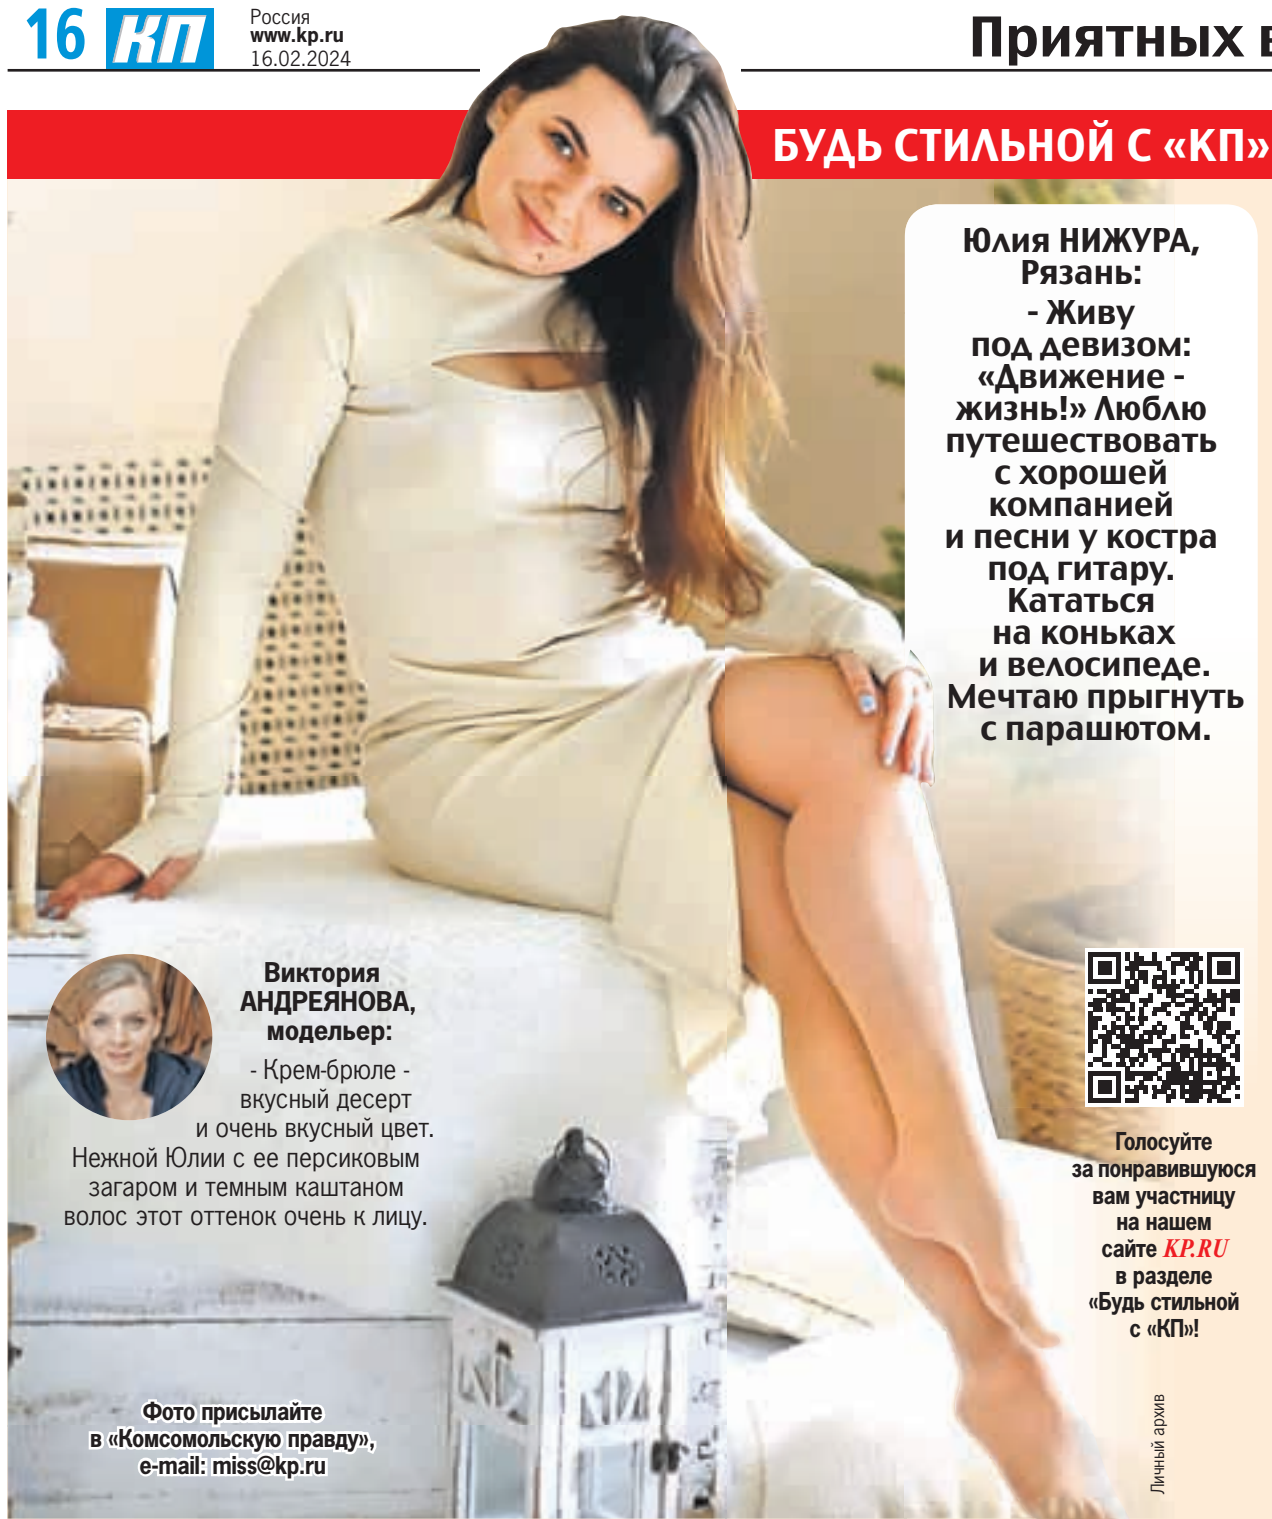 16 КП
Россия
www.kp.ru
16.02.2024
Приятных
БУДЬ СТИЛЬНОЙ С «КП»
Юлия НИЖУРА,
Рязань:
- Живу
под девизом:
«Движение -
жизнь!» Люблю
путешествовать
с хорошей
компанией
и песни у костра
под гитару.
Кататься
на коньках
и велосипеде.
Мечтаю прыгнуть
с парашютом.
Виктория
АНДРЕЯНОВА,
модельер:
- Крем-брюле -
вкусный десерт
и очень вкусный цвет.
Нежной Юлии с ее персиковым
загаром и темным каштаном
волос этот оттенок очень к лицу.
Голосуйте
за понравившуюся
вам участницу
на нашем
сайте KP.RU
в разделе
«Будь стильной
с «КП»!
Фото присылайте
в «Комсомольскую правду»,
e-mail: miss@kp.ru
Личный архив